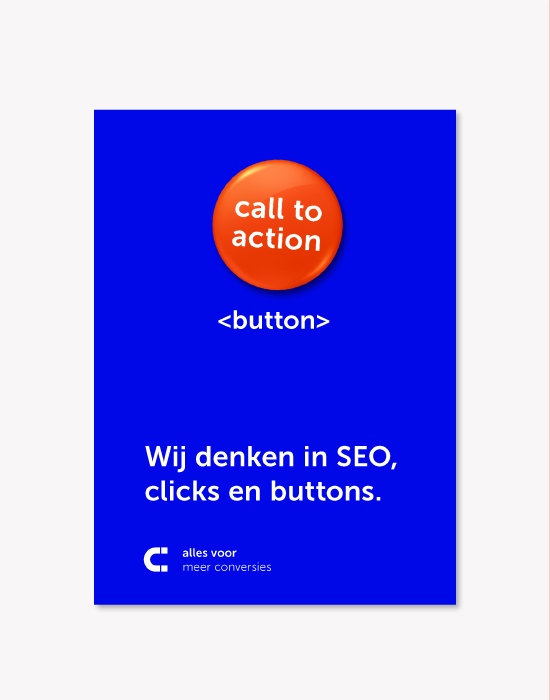 call to
action
<button>
Wij denken in SEO,
clicks en buttons.
alles voor
meer conversies